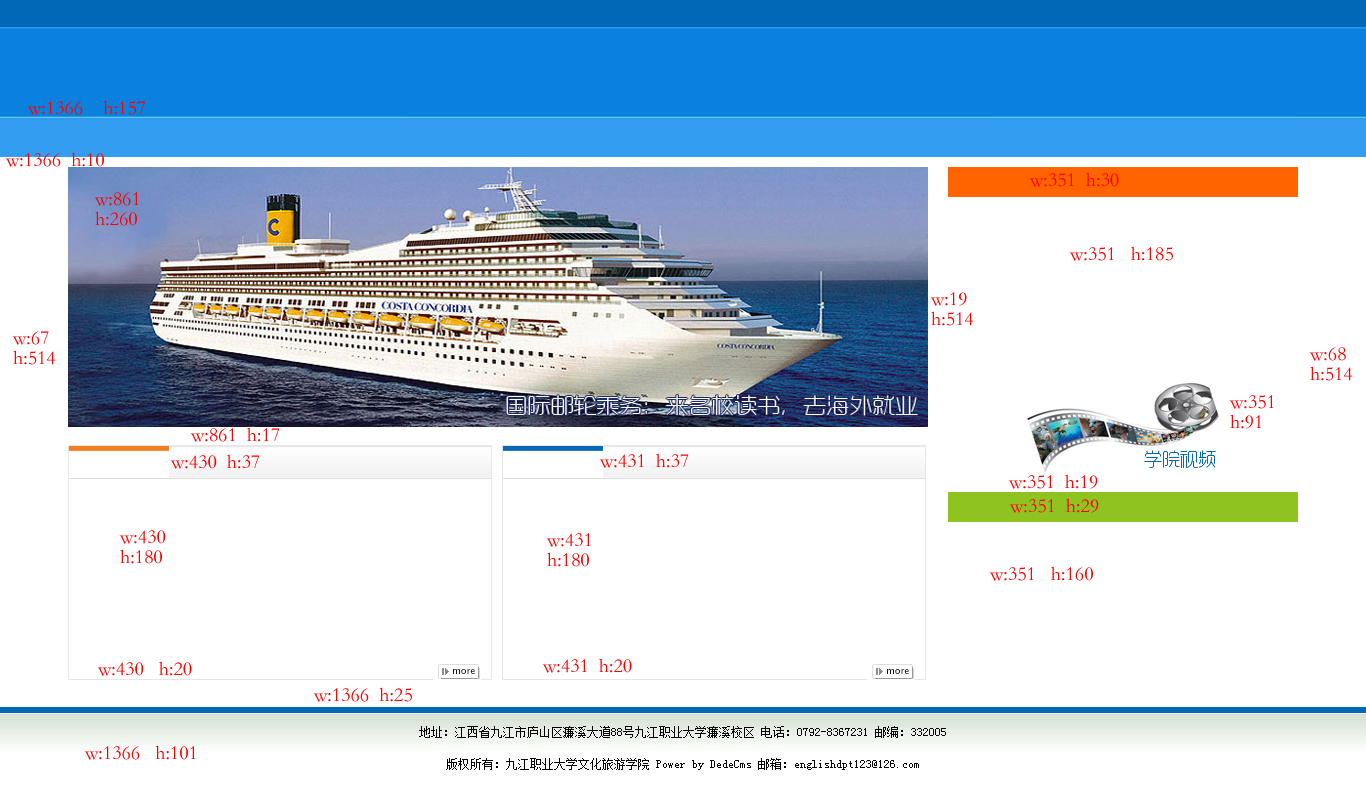 w:1366 h:157
w:1366 h:10
w:861
h:260
w:351 h:30
w:351 h:185
C
COSTA CONCORDIA
COSTA CONCORDIA
w:19
h:514
w:67
h:514
w:68
h:514
国际邮轮乘务：来名校读书，去海外就业
w:351
h:91
学院视频
w:861 h:17
w:430 h:37
w:431 h:37
w:351 h:19
w:351 h:29
w:430
h:180
w:431
h:180
w:351 h:160
w:430 h:20
more
w:431 h:20
more
w:1366 h:25
地址：江西省九江市庐山区濂溪大道88号九江职业大学濂溪校区 电话：0792-8367231 邮编：332005
w:1366 h:101
版权所有：九江职业大学文化旅游学院 Power by DedeCms 邮箱：englishdpt123@126.com